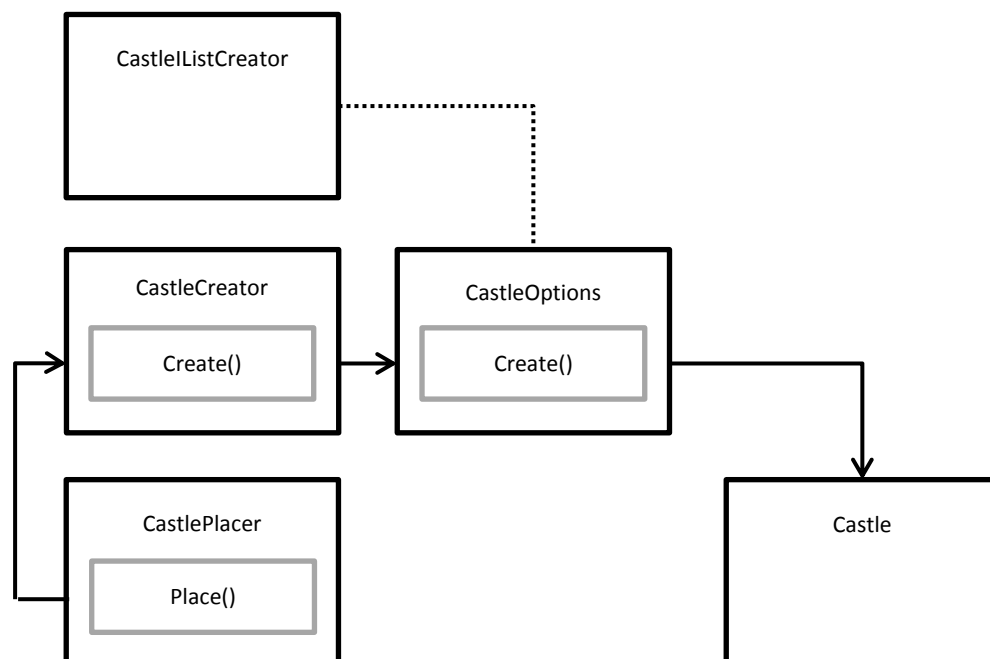 CastleIListCreator
CastleCreator
Create()
CastleOptions
Create()
CastlePlacer
Place()
Castle